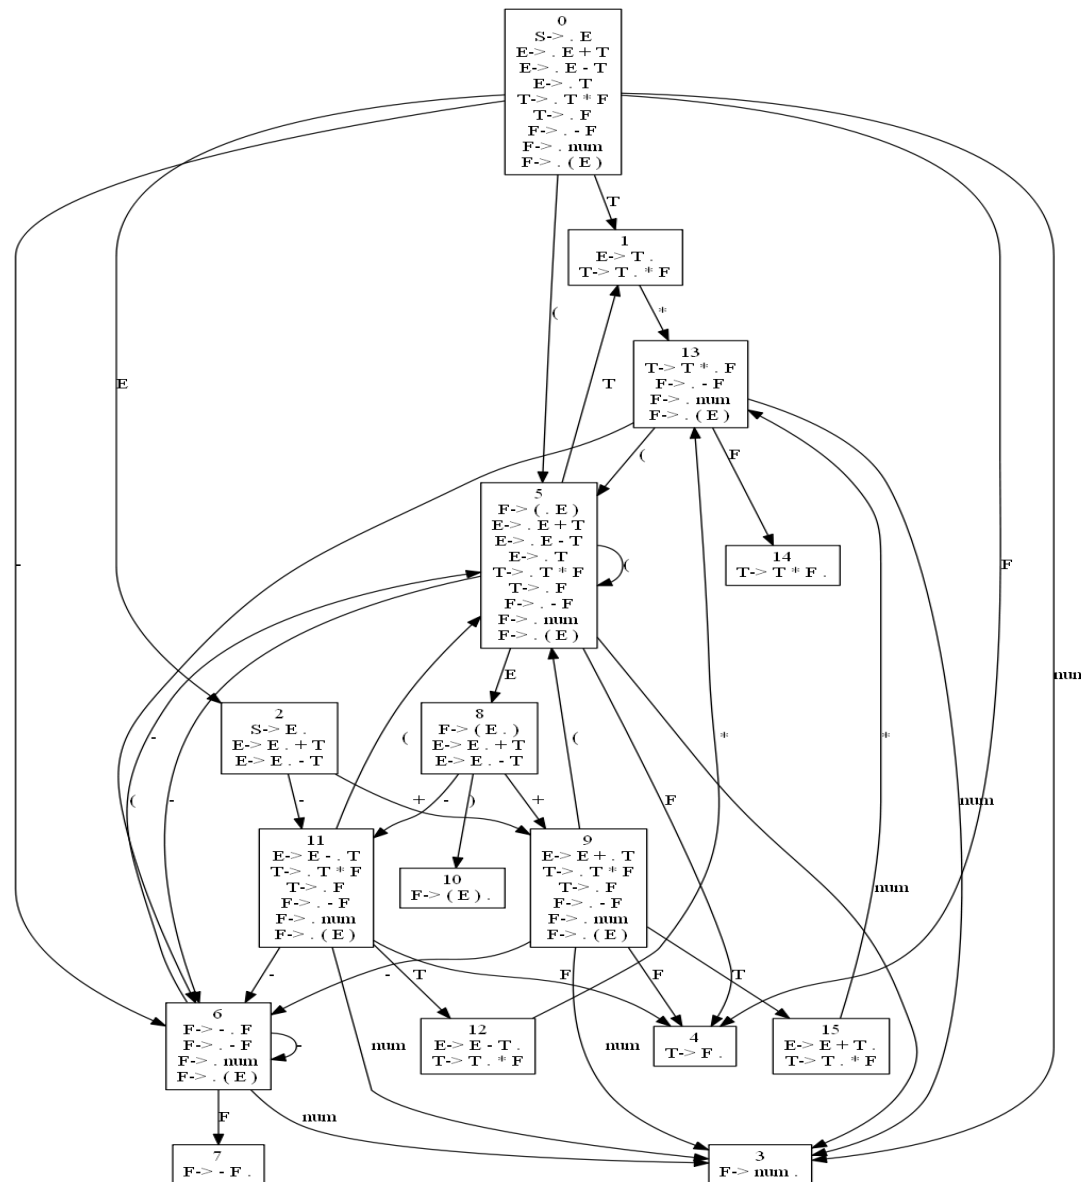 0
S-> . E
E-> . E + T
E-> . E - T
E-> . T
T-> . T * F
T-> . F
F-> . - F
F-> . num
F-> . ( E )
T
1
E-> T .
T-> T . * F
(
*
13
T-> T * . F
F-> . - F
F-> . num
F-> . ( E )
E
T
(
F
5
F-> ( . E )
E-> . E + T
E-> . E - T
E-> . T
T-> . T * F
T-> . F
F-> . - F
F-> . num
F-> . ( E )
(
14
T-> T * F .
-
F
E
num
2
S-> E .
E-> E . + T
E-> E . - T
8
F-> ( E . )
E-> E . + T
E-> E . - T
-
(
(
*
*
(
-
-
+
-
)
+
F
num
11
E-> E - . T
T-> . T * F
T-> . F
F-> . - F
F-> . num
F-> . ( E )
10
F-> ( E ) .
9
E-> E + . T
T-> . T * F
T-> . F
F-> . - F
F-> . num
F-> . ( E )
num
-
T
-
F
F
T
6
F-> - . F
F-> . - F
F-> . num
F-> . ( E )
-
num
12
E-> E - T .
T-> T . * F
num
4
T-> F .
15
E-> E + T .
T-> T . * F
F
num
7
F-> - F .
3
F-> num .